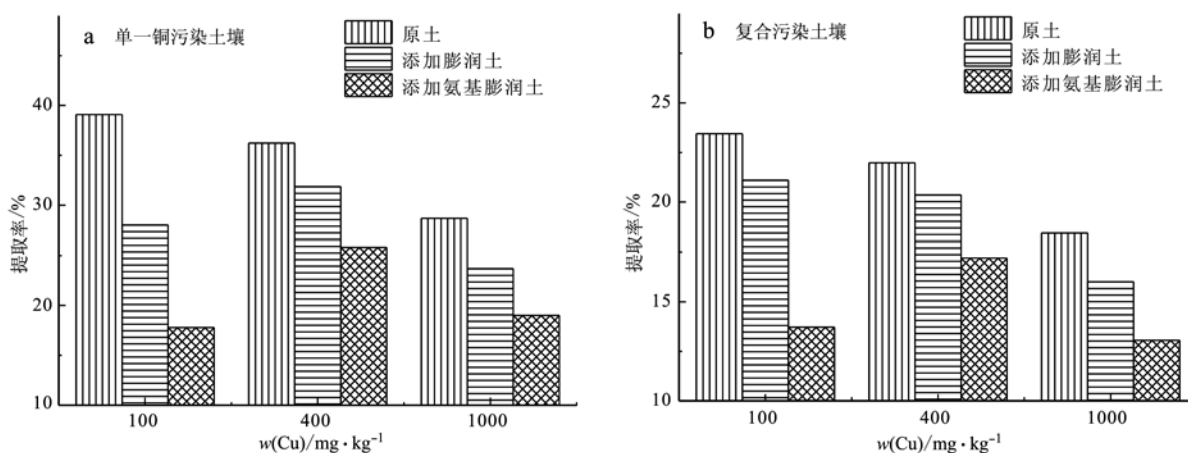 a 单一铜污染土壤
原土
添加膨润土
添加氨基膨润土
40
30
20
10
提取率/%
100 400 1000
w(Cu)/mg·kg⁻¹
b 复合污染土壤
原土
添加膨润土
添加氨基膨润土
25
20
15
10
提取率/%
100 400 1000
w(Cu)/mg·kg⁻¹